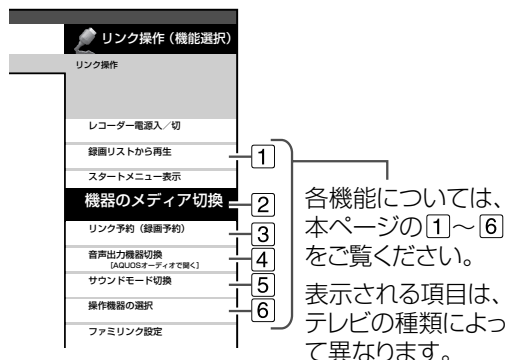 リンク操作（機能選択）
リンク操作
レコーダー電源入／切
録画リストから再生
1
スタートメニュー表示
機器のメディア切換
2
リンク予約（録画予約）
3
音声出力機器切換
［AQUOSオーディオで聞く］
4
サウンドモード切換
5
操作機器の選択
6
ファミリンク設定
各機能については、
本ページの1～6
をご覧ください。
表示される項目は、
テレビの種類によっ
て異なります。